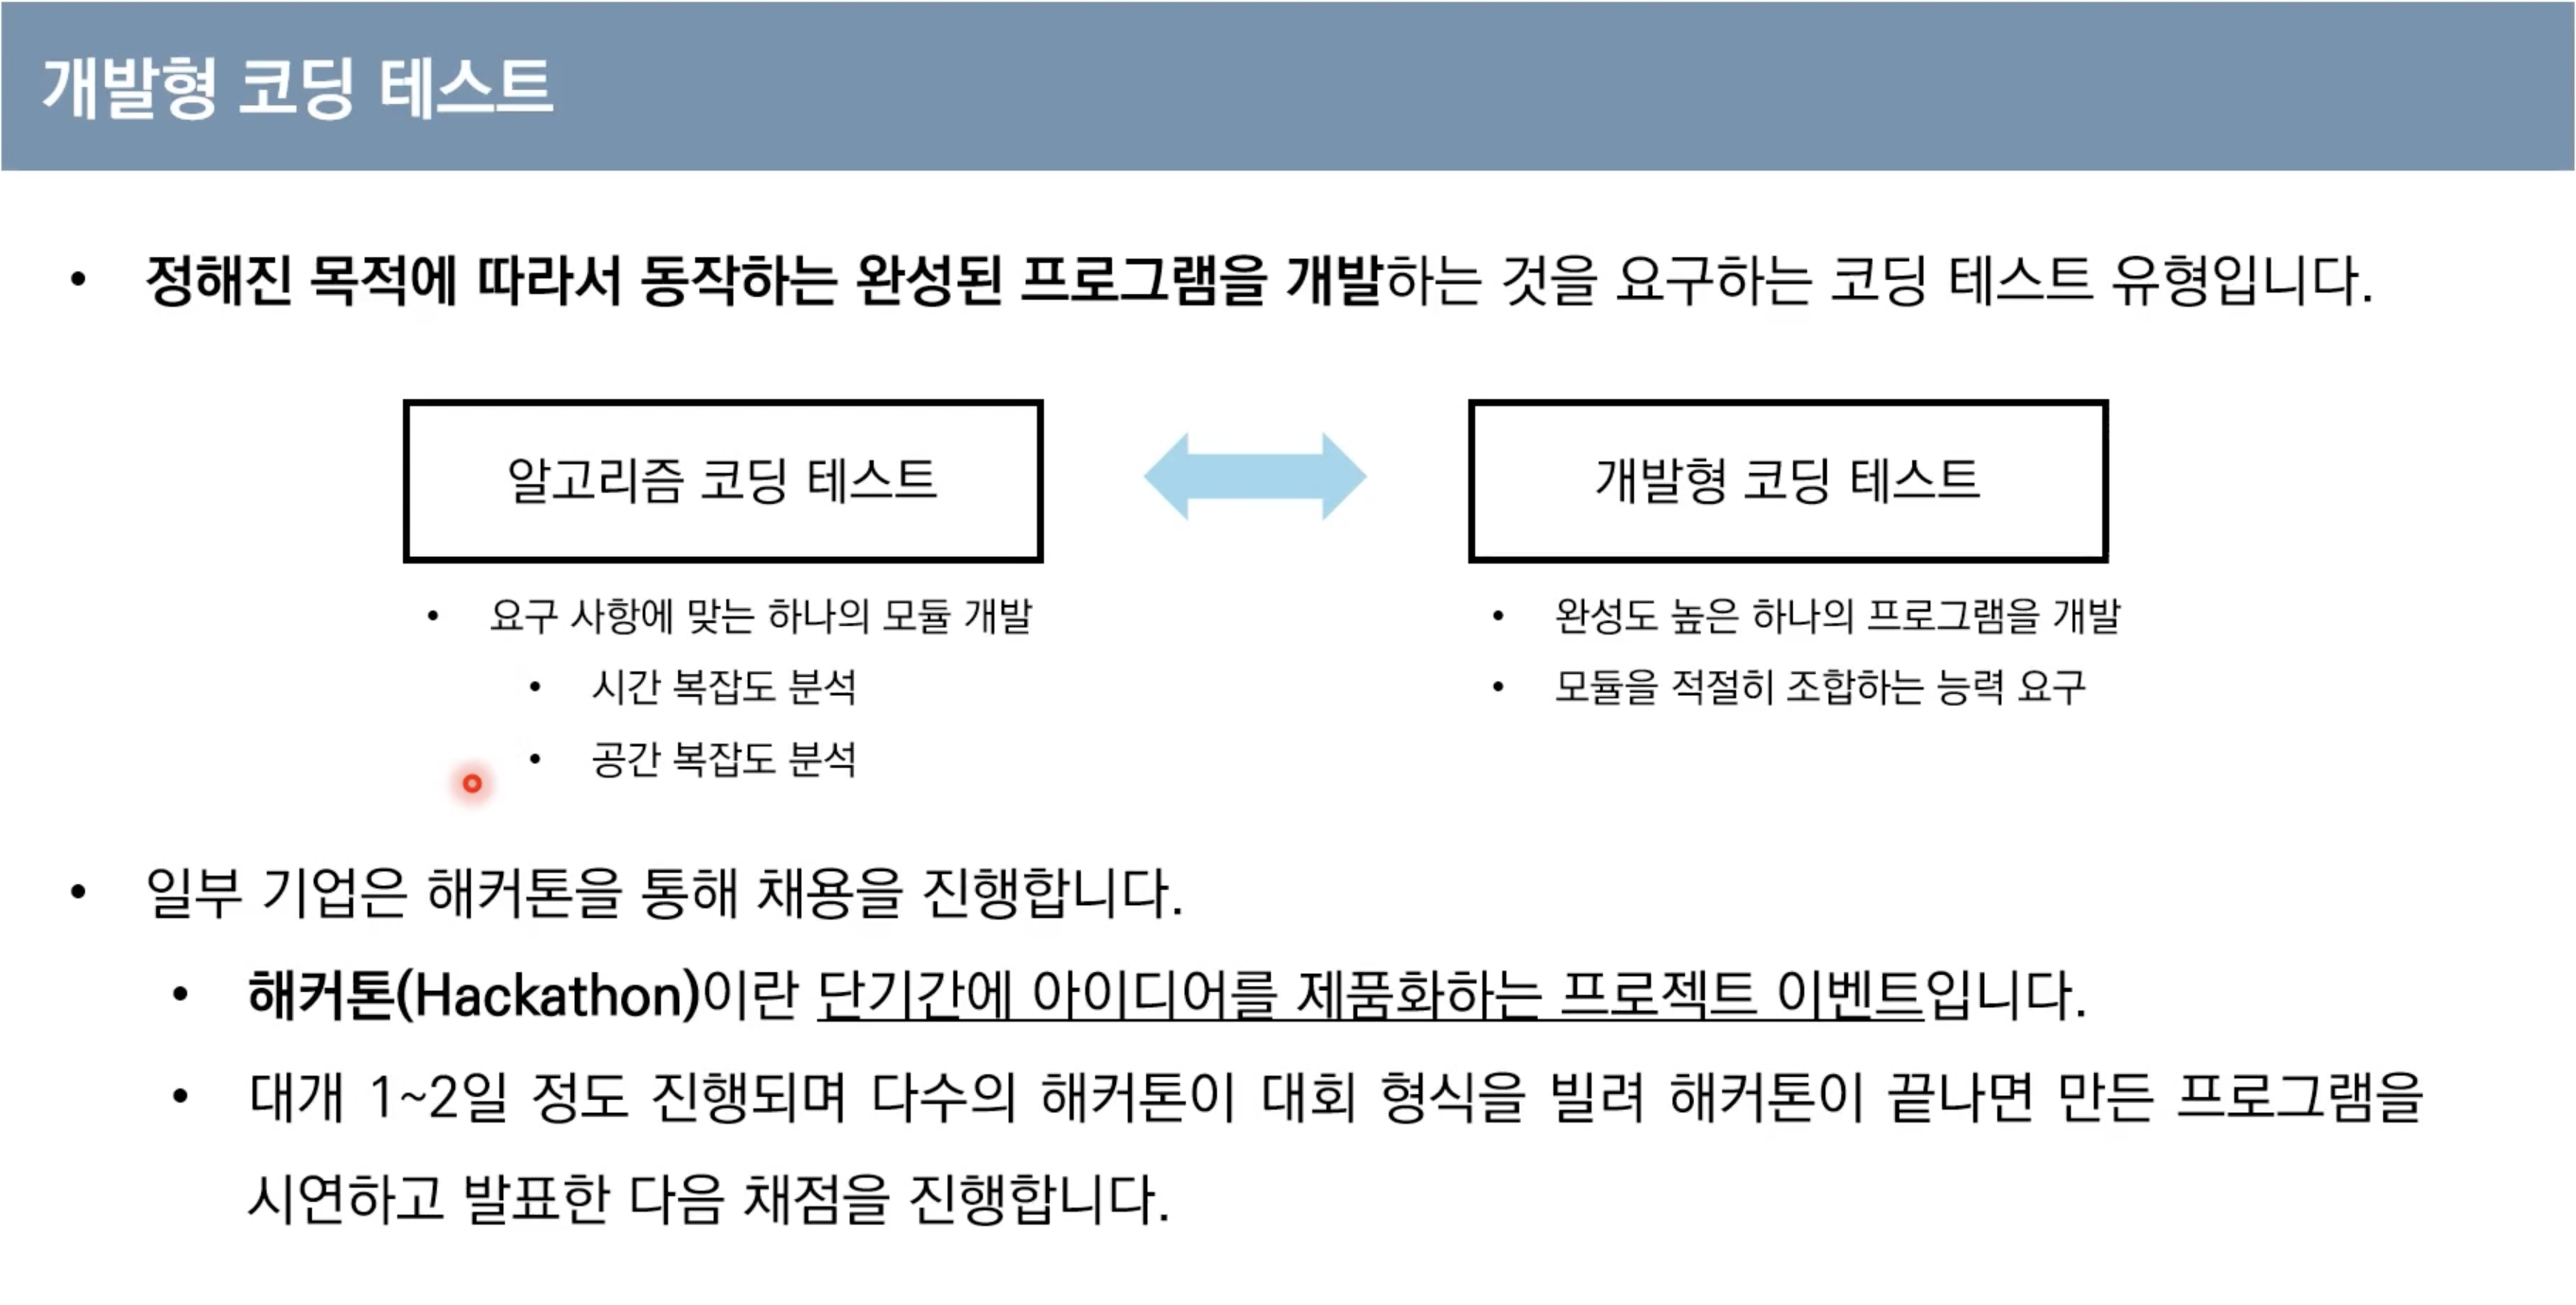 개발형 코딩 테스트
• 정해진 목적에 따라서 동작하는 완성된 프로그램을 개발하는 것을 요구하는 코딩 테스트 유형입니다.
알고리즘 코딩 테스트
개발형 코딩 테스트
• 요구 사항에 맞는 하나의 모듈 개발
• 시간 복잡도 분석
• 공간 복잡도 분석
• 완성도 높은 하나의 프로그램을 개발
• 모듈을 적절히 조합하는 능력 요구
• 일부 기업은 해커톤을 통해 채용을 진행합니다.
• 해커톤(Hackathon)이란 단기간에 아이디어를 제품화하는 프로젝트 이벤트입니다.
• 대개 1~2일 정도 진행되며 다수의 해커톤이 대회 형식을 빌려 해커톤이 끝나면 만든 프로그램을
시연하고 발표한 다음 채점을 진행합니다.